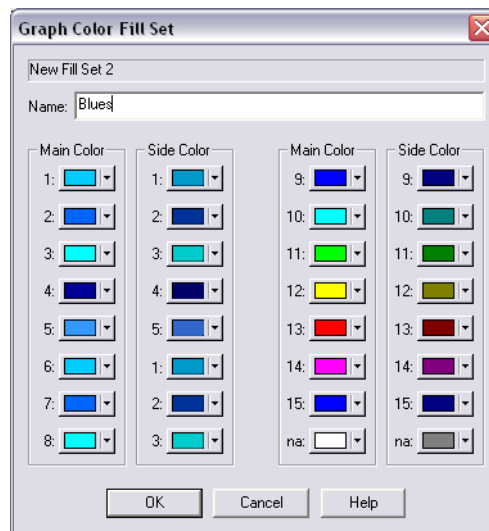 Graph Color Fill Set
New Fill Set 2
Name: Blues
Main Color Side Color Main Color Side Color
1: 1: 9: 9:
2: 2: 10: 10:
3: 3: 11: 11:
4: 4: 12: 12:
5: 5: 13: 13:
6: 1: 14: 14:
7: 2: 15: 15:
8: 3: na: na:
OK Cancel Help